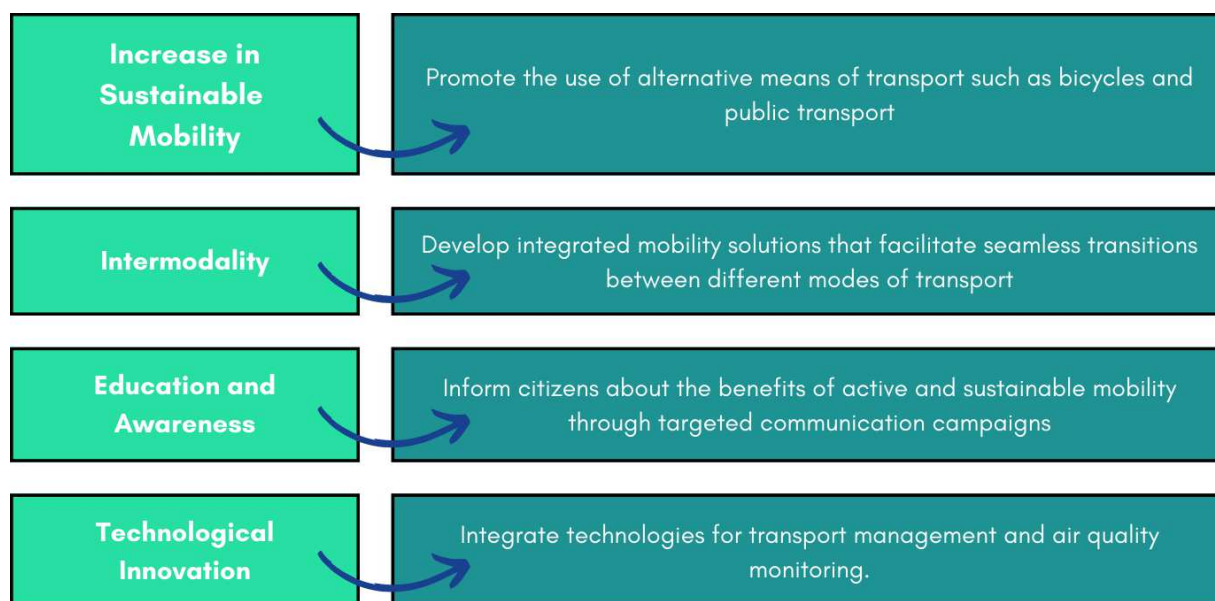 Increase in
Sustainable
Mobility
Promote the use of alternative means of transport such as bicycles and
public transport
Intermodality
Develop integrated mobility solutions that facilitate seamless transitions
between different modes of transport
Education and
Awareness
Inform citizens about the benefits of active and sustainable mobility
through targeted communication campaigns
Technological
Innovation
Integrate technologies for transport management and air quality
monitoring.